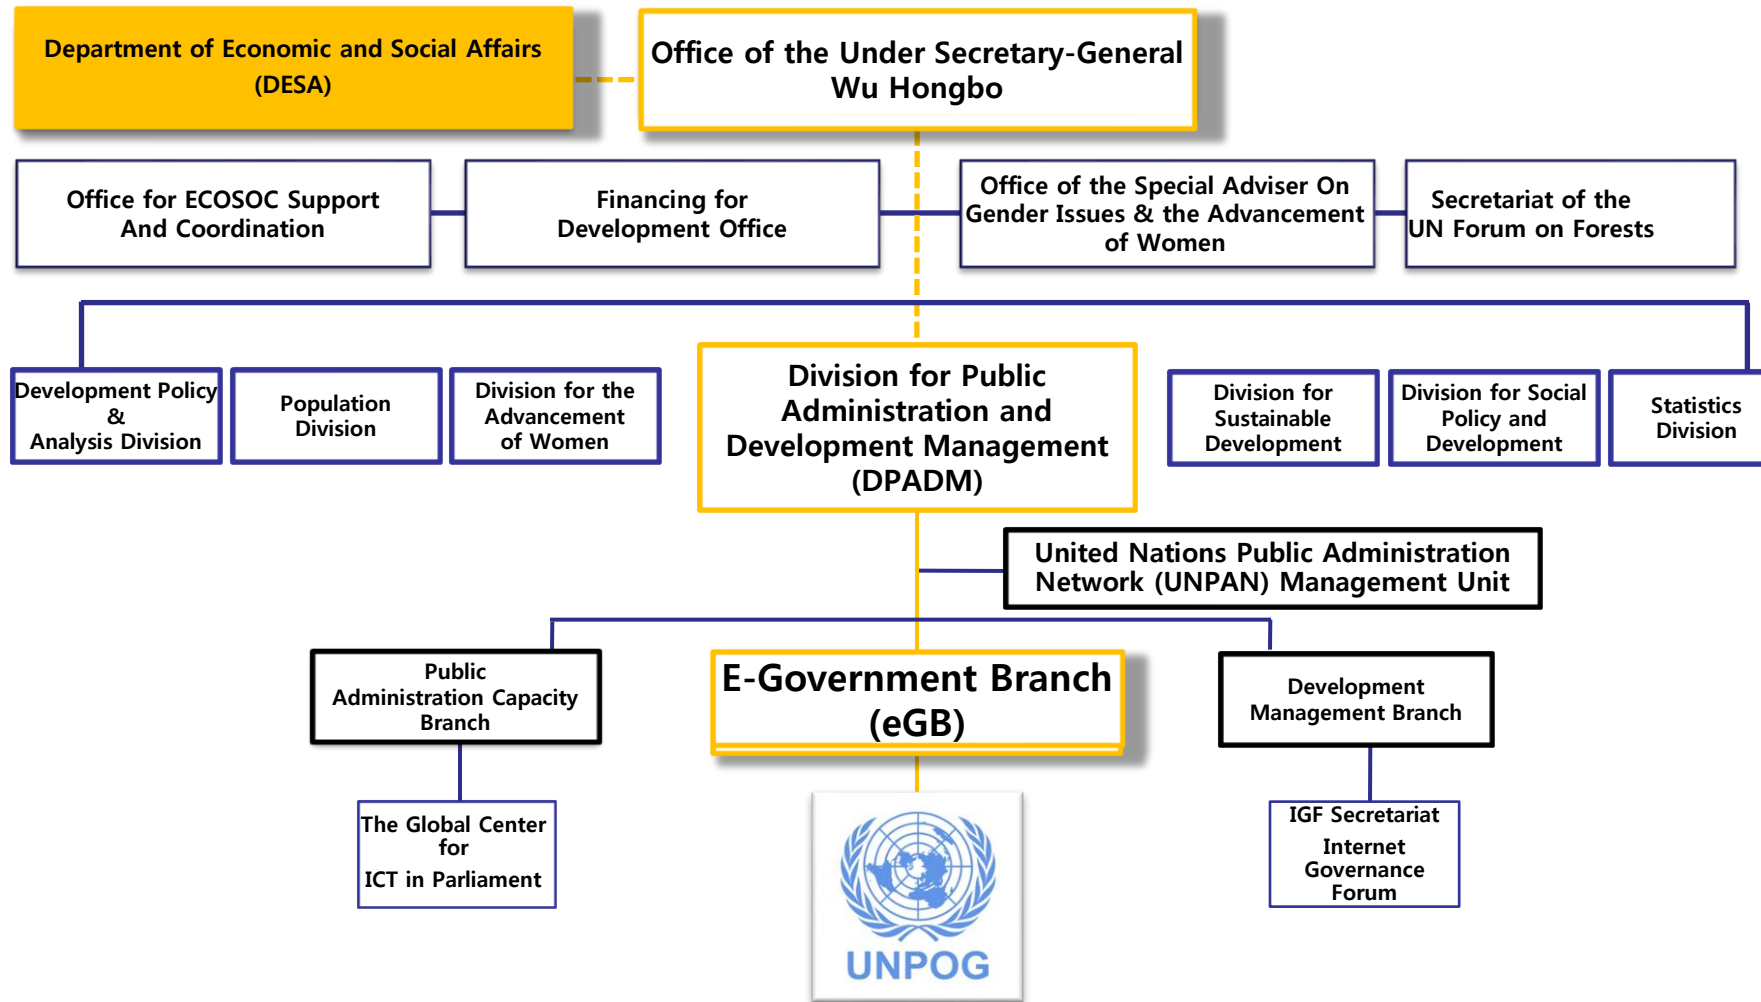 Department of Economic and Social Affairs
(DESA)
Office of the Under Secretary-General
Wu Hongbo
Office for ECOSOC Support
And Coordination
Financing for
Development Office
Office of the Special Adviser On
Gender Issues & the Advancement
of Women
Secretariat of the
UN Forum on Forests
Development Policy
&
Analysis Division
Population
Division
Division for the
Advancement
of Women
Division for Public
Administration and
Development Management
(DPADM)
Division for
Sustainable
Development
Division for Social
Policy and
Development
Statistics
Division
United Nations Public Administration
Network (UNPAN) Management Unit
Public
Administration Capacity
Branch
E-Government Branch
(eGB)
Development
Management Branch
The Global Center
for
ICT in Parliament
UNPOG
IGF Secretariat
Internet
Governance
Forum